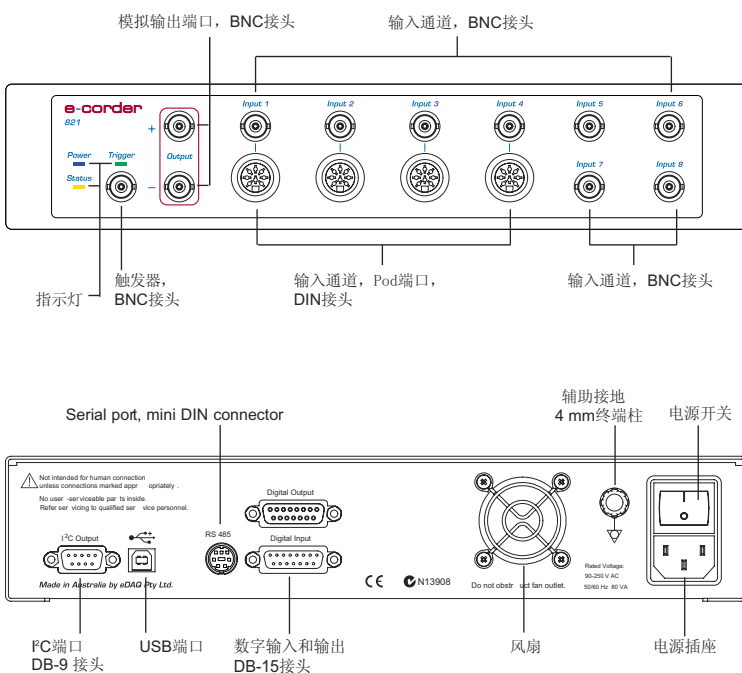 模拟输出端口，BNC接头
输入通道，BNC接头
e-corder
821
Input 1
Input 2
Input 3
Input 4
Input 5
Input 6
+
Power
Trigger
Output
Status
−
Input 7
Input 8
指示灯
触发器，
BNC接头
输入通道，Pod端口，
DIN接头
输入通道，BNC接头
Serial port, mini DIN connector
辅助接地
4 mm终端柱
电源开关
Not intended for human connection
unless connections marked appr opriately .
No user -serviceable par ts inside.
Refer ser vicing to qualified ser vice personnel.
I²C Output
RS 485
Digital Output
Digital Input
Made in Australia by eDAQ Pty Ltd.
CE
N13908
Do not obstr uct fan outlet.
Rated Voltage:
90-250 V AC
50/60 Hz 80 VA
I²C端口
DB-9 接头
USB端口
数字输入和输出
DB-15接头
风扇
电源插座